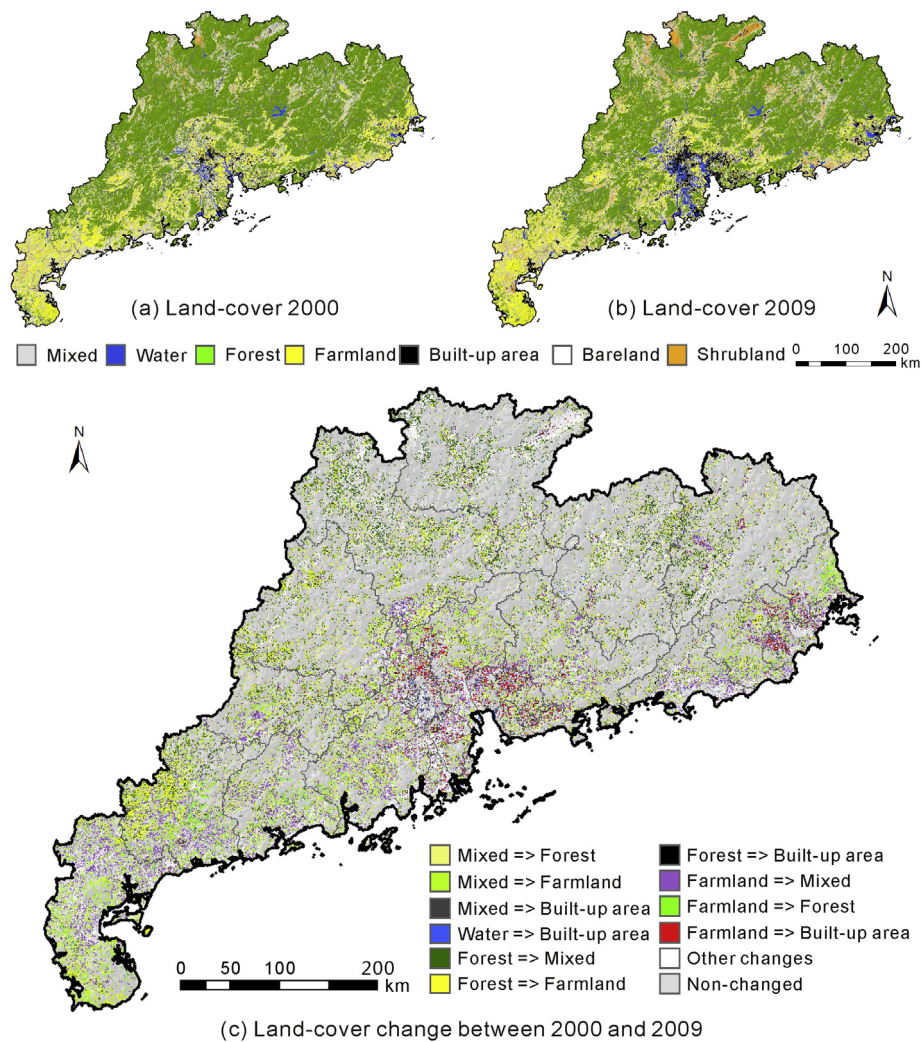 (a) Land-cover 2000
(b) Land-cover 2009
N
Mixed Water Forest Farmland Built-up area Bareland Shrubland
0 100 200
km
N
Mixed => Forest
Mixed => Farmland
Mixed => Built-up area
Water => Built-up area
Forest => Mixed
Forest => Farmland
Forest => Built-up area
Farmland => Mixed
Farmland => Forest
Farmland => Built-up area
Other changes
Non-changed
0 50 100 200
km
(c) Land-cover change between 2000 and 2009